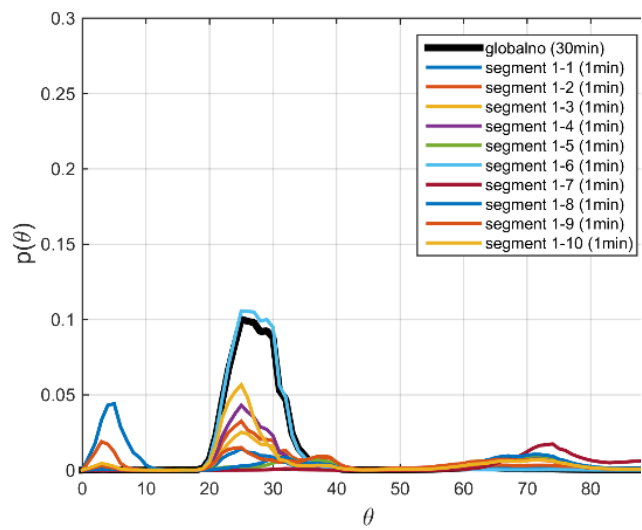 0.3
0.25
0.2
0.15
0.1
0.05
0
p(θ)
0 10 20 30 40 50 60 70 80
θ
globalno (30min)
segment 1-1 (1min)
segment 1-2 (1min)
segment 1-3 (1min)
segment 1-4 (1min)
segment 1-5 (1min)
segment 1-6 (1min)
segment 1-7 (1min)
segment 1-8 (1min)
segment 1-9 (1min)
segment 1-10 (1min)